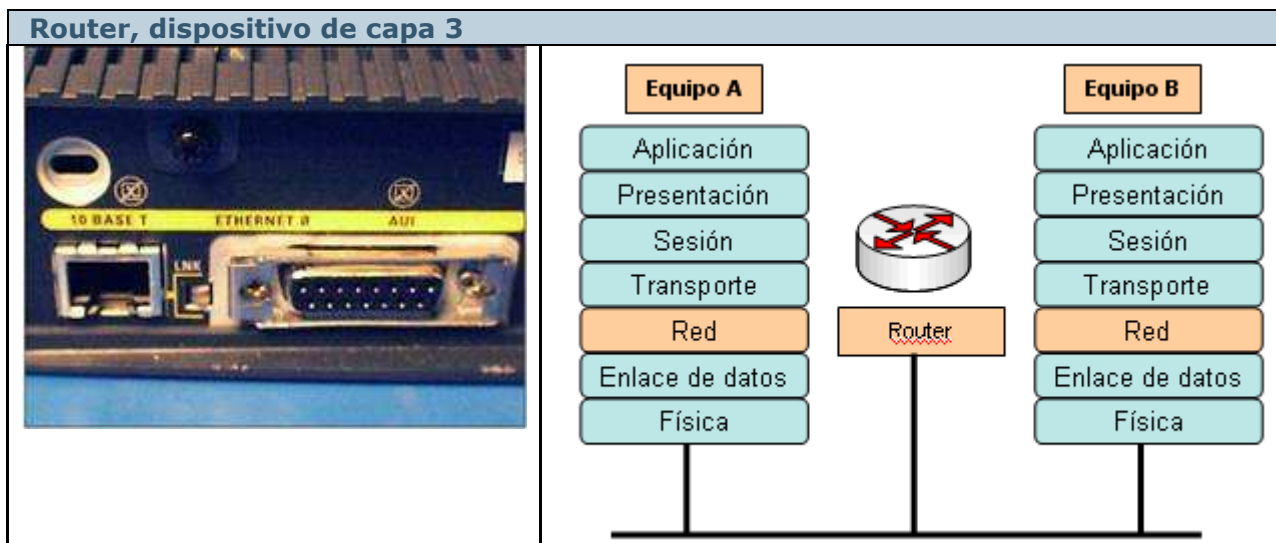 Router, dispositivo de capa 3
10 BASE T
ETHERNET 0
AUI
LNK
Equipo A
Aplicación
Presentación
Sesión
Transporte
Red
Enlace de datos
Física
Router
Equipo B
Aplicación
Presentación
Sesión
Transporte
Red
Enlace de datos
Física